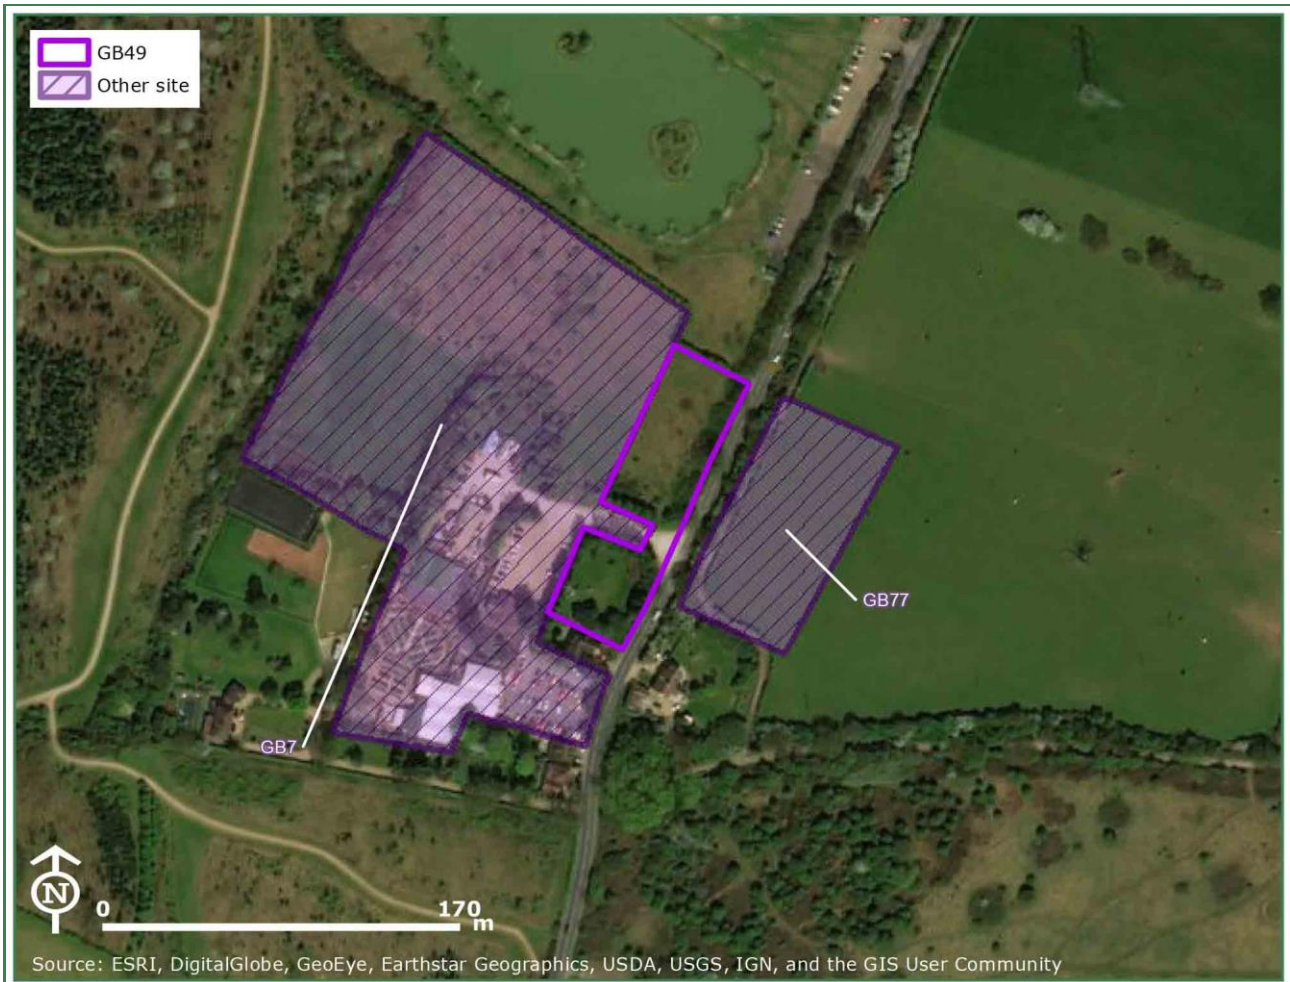 GB49
Other site
GB77
GB7
N
0 170 m
Source: ESRI, DigitalGlobe, GeoEye, Earthstar Geographics, USDA, USGS, IGN, and the GIS User Community